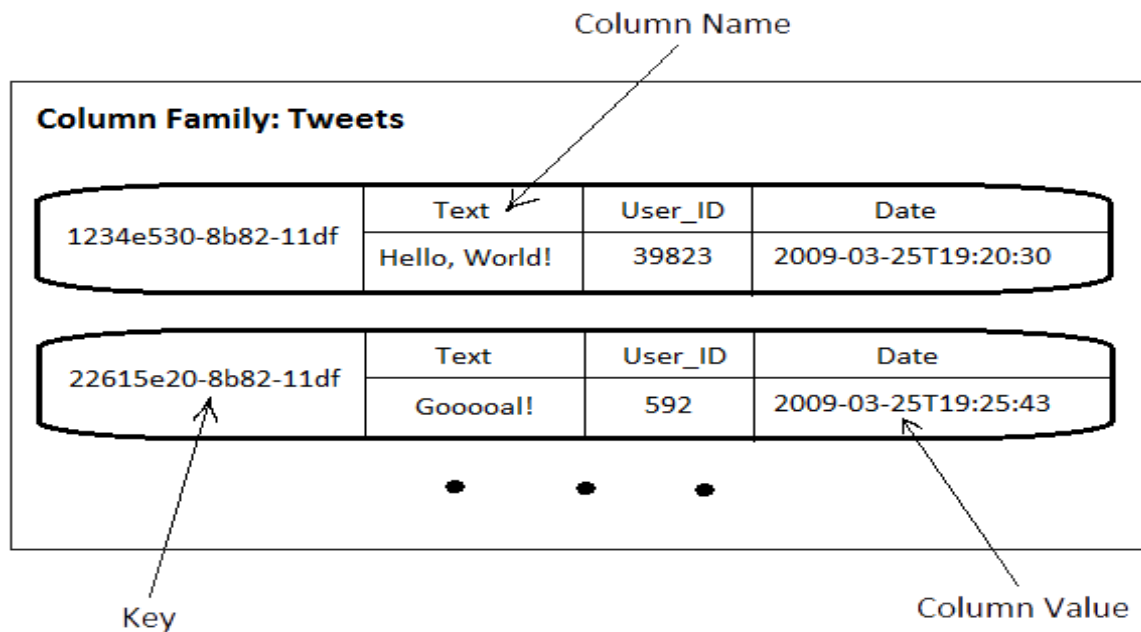 Column Name
Column Family: Tweets
1234e530-8b82-11df
Text User_ID Date
Hello, World! 39823 2009-03-25T19:20:30
22615e20-8b82-11df
Text User_ID Date
Gooooal! 592 2009-03-25T19:25:43
Key
Column Value